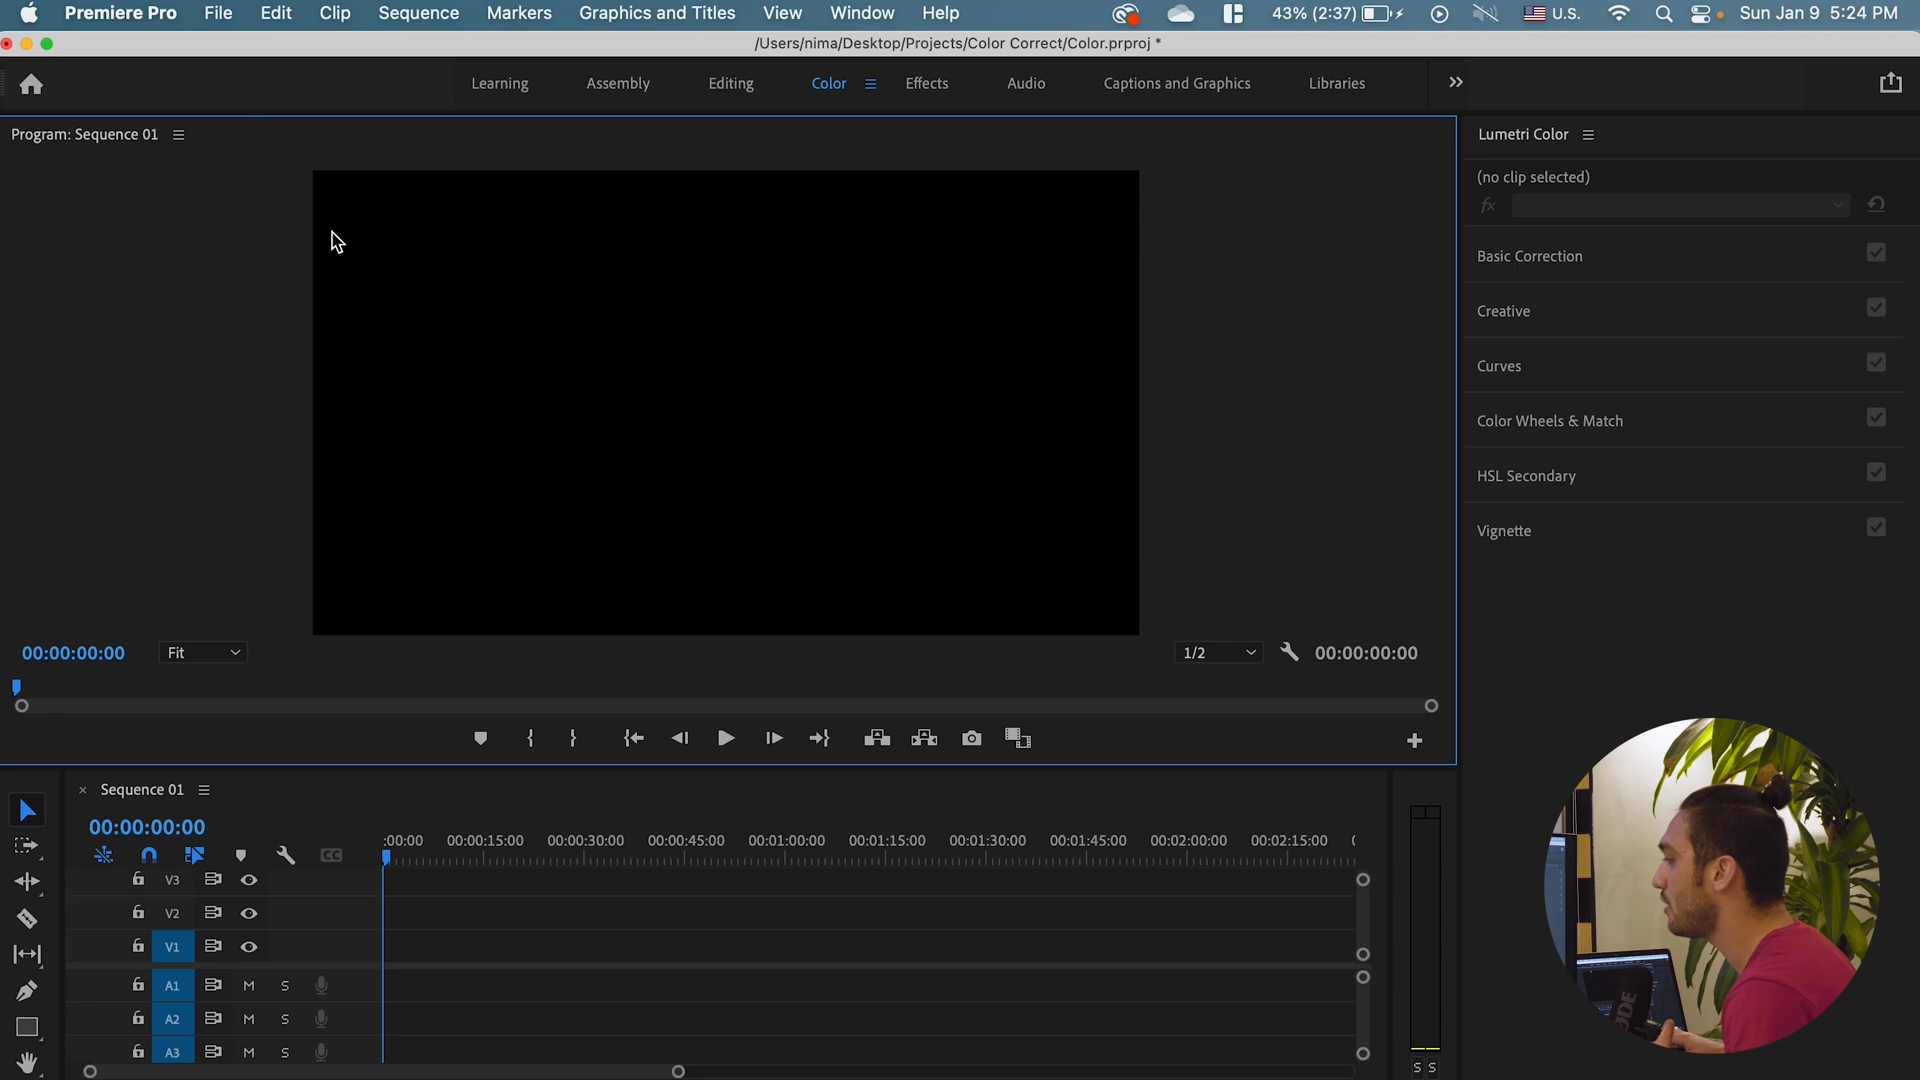 Premiere Pro File Edit Clip Sequence Markers Graphics and Titles View Window Help 43% (2:37) U.S. Sun Jan 9 5:24 PM
/Users/nima/Desktop/Projects/Color Correct/Color.prproj *
Learning Assembly Editing Color Effects Audio Captions and Graphics Libraries
Program: Sequence 01
Lumetri Color
(no clip selected)
fx
Basic Correction
Creative
Curves
Color Wheels & Match
HSL Secondary
Vignette
00:00:00:00 Fit 1/2 00:00:00:00
Sequence 01
00:00:00:00
:00:00 00:00:15:00 00:00:30:00 00:00:45:00 00:01:00:00 00:01:15:00 00:01:30:00 00:01:45:00 00:02:00:00 00:02:15:00
CC
V3
V2
V1
A1 M S
A2 M S
A3 M S
S S